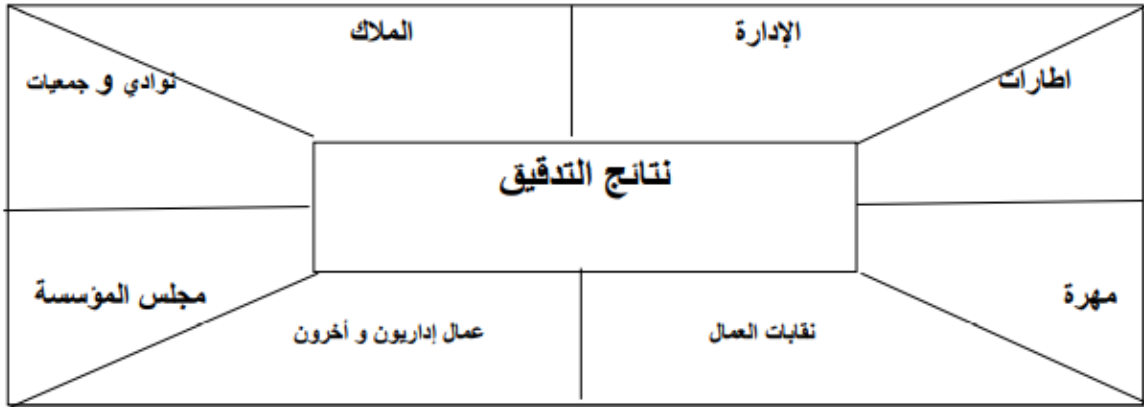 الإدارة
الملاك
اطارات
نوادي و جمعيات
نتائج التدقيق
مهرة
مجلس المؤسسة
نقابات العمال
عمال إداريون و أخرون